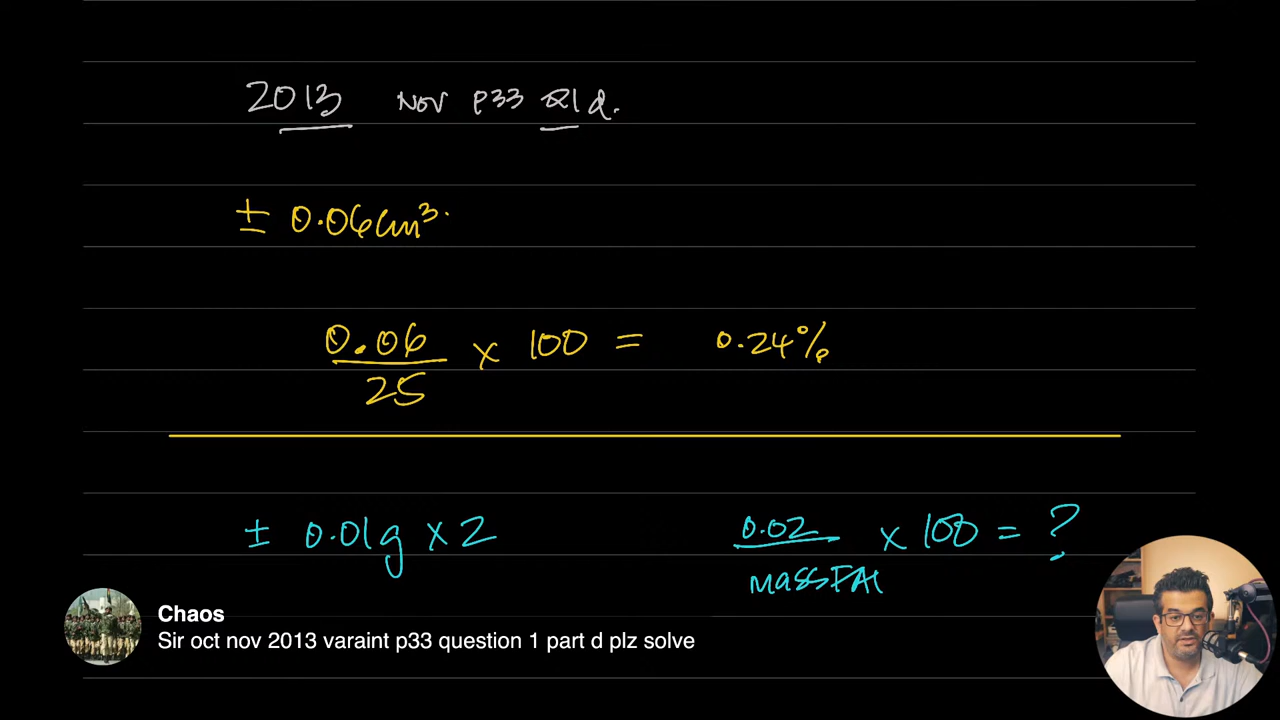 2013 Nov P33 Q1 d.
± 0.06cm³.
0.06
25
× 100 = 0.24%
± 0.01g × 2
0.02
mass FA1
× 100 = ?
Chaos
Sir oct nov 2013 varaint p33 question 1 part d plz solve